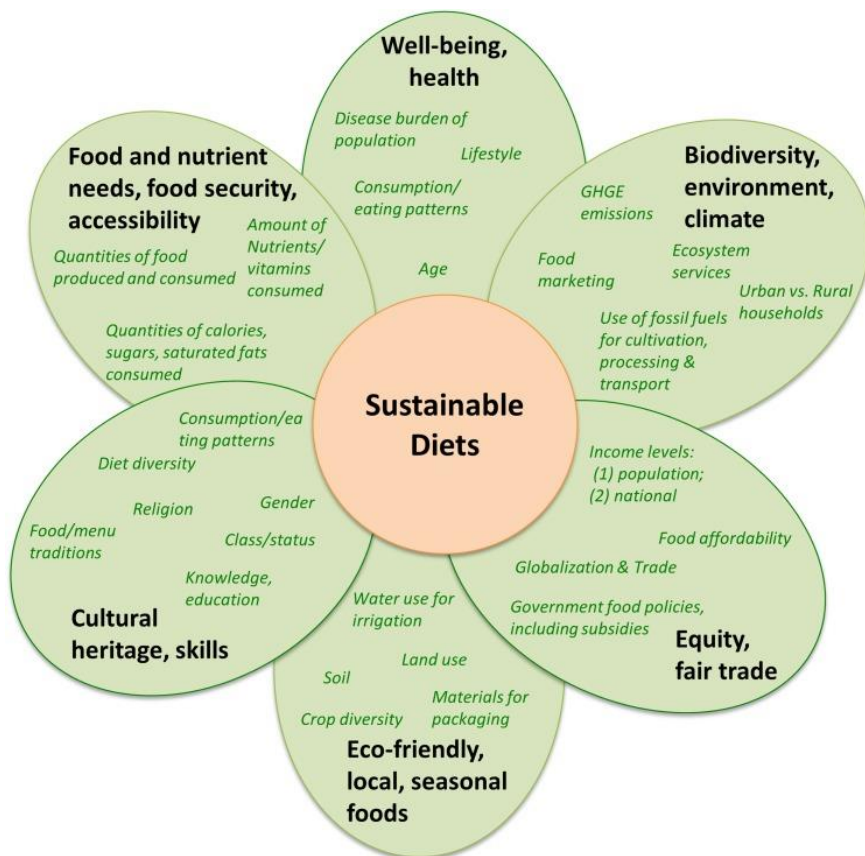 Well-being,
health
Disease burden of
population
Lifestyle
Consumption/
eating patterns
Age
Biodiversity,
environment,
climate
GHGE
emissions
Ecosystem
services
Food
marketing
Urban vs. Rural
households
Use of fossil fuels
for cultivation,
processing &
transport
Food and nutrient
needs, food security,
accessibility
Amount of
Nutrients/
vitamins
consumed
Quantities of food
produced and consumed
Quantities of calories,
sugars, saturated fats
consumed
Sustainable
Diets
Income levels:
(1) population;
(2) national
Food affordability
Globalization & Trade
Government food policies,
including subsidies
Equity,
fair trade
Consumption/ea
ting patterns
Diet diversity
Religion
Gender
Food/menu
traditions
Class/status
Knowledge,
education
Cultural
heritage, skills
Water use for
irrigation
Land use
Soil
Materials for
packaging
Crop diversity
Eco-friendly,
local, seasonal
foods